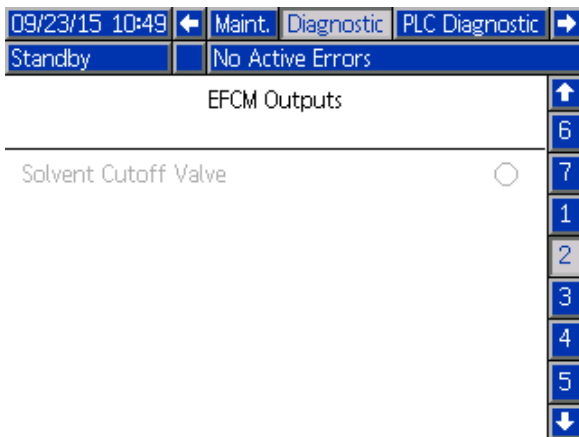 09/23/15 10:49 Maint. Diagnostic PLC Diagnostic
Standby No Active Errors
EFCM Outputs
6
Solvent Cutoff Valve 7
1
2
3
4
5